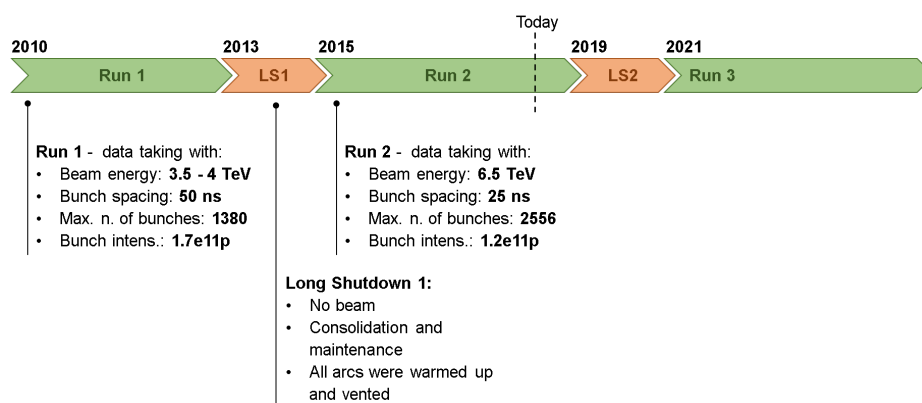 Today
2010
2013
2015
2019
2021
Run 1
LS1
Run 2
LS2
Run 3
Run 1 - data taking with:
• Beam energy: 3.5 - 4 TeV
• Bunch spacing: 50 ns
• Max. n. of bunches: 1380
• Bunch intens.: 1.7e11p
Run 2 - data taking with:
• Beam energy: 6.5 TeV
• Bunch spacing: 25 ns
• Max. n. of bunches: 2556
• Bunch intens.: 1.2e11p
Long Shutdown 1:
• No beam
• Consolidation and
maintenance
• All arcs were warmed up
and vented